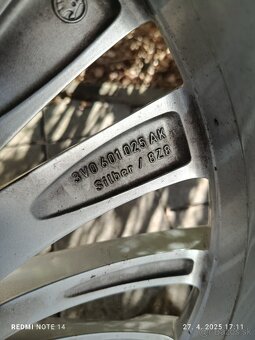 3V0 601 025 AK
Silber / 8Z8
REDMI NOTE 14
27. 4. 2025 17:11